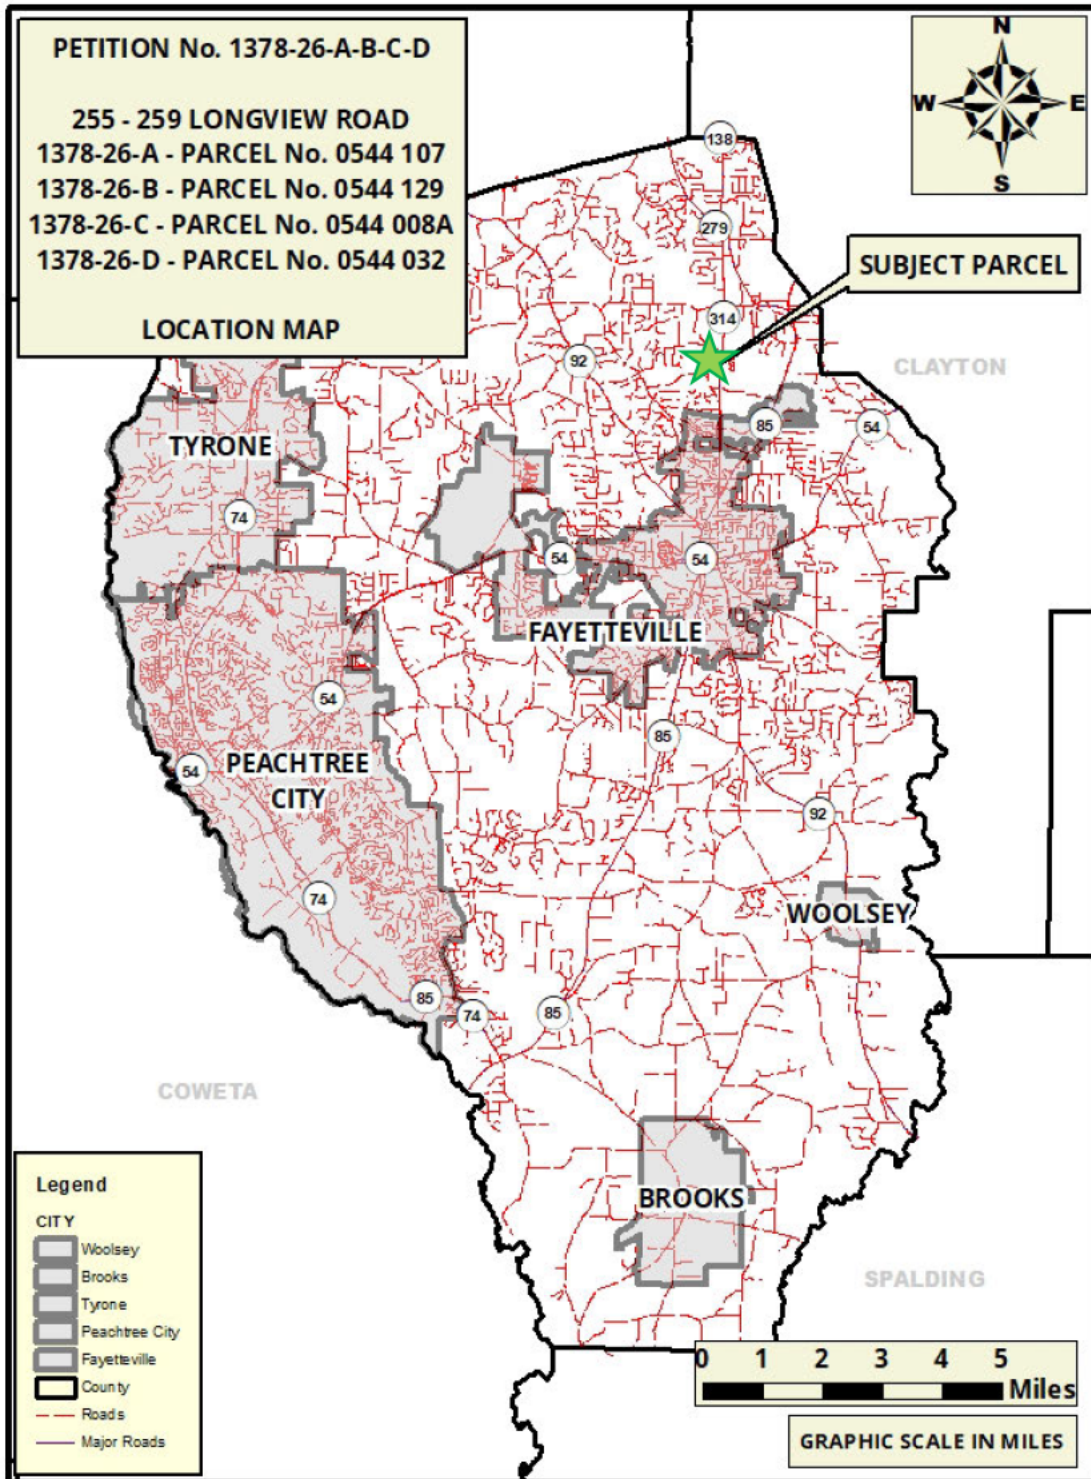 PETITION No. 1378-26-A-B-C-D
255 - 259 LONGVIEW ROAD
1378-26-A - PARCEL No. 0544 107
1378-26-B - PARCEL No. 0544 129
1378-26-C - PARCEL No. 0544 008A
1378-26-D - PARCEL No. 0544 032
LOCATION MAP
N
W
E
S
138
279
SUBJECT PARCEL
314
92
CLAYTON
85
54
TYRONE
74
54
54
FAYETTEVILLE
54
85
54
PEACHTREE
CITY
92
74
WOOLSEY
85
74
85
COWETA
BROOKS
SPALDING
Legend
CITY
Woolsey
Brooks
Tyrone
Peachtree City
Fayetteville
County
Roads
Major Roads
0 1 2 3 4 5
Miles
GRAPHIC SCALE IN MILES